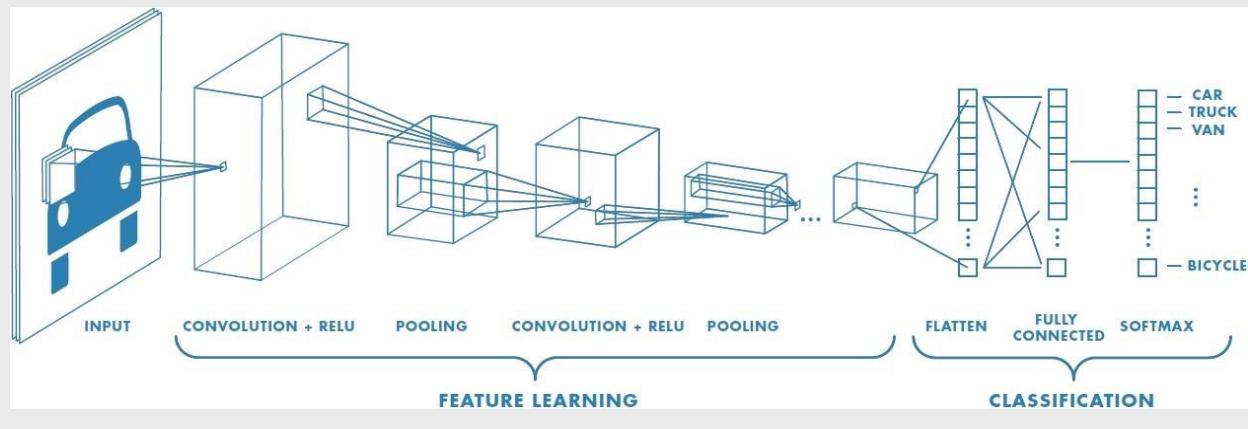 CAR
TRUCK
VAN
BICYCLE
INPUT
CONVOLUTION + RELU
POOLING
CONVOLUTION + RELU
POOLING
FLATTEN
FULLY
CONNECTED
SOFTMAX
FEATURE LEARNING
CLASSIFICATION